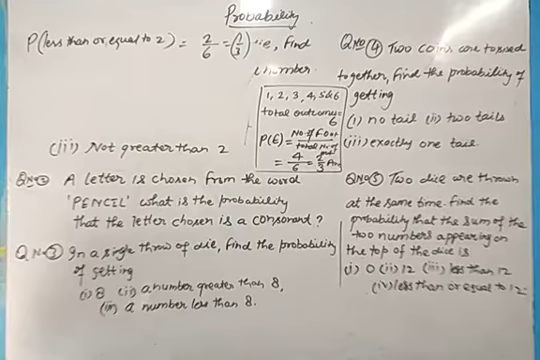 Probability
P(less than or equal to 2) = 2/6 = (1/3) ie, Find
number
1, 2, 3, 4, 5 & 6
total outcome =
6
P(E) = No. of F. out / total No. of
= 4/6 = 2/3 Ans
(iii) Not greater than 2
Q No A letter is chosen from the word
'PENCIL' what is the probability
that the letter chosen is a consonant?
Q N. In a single throw of die, find the probability
of getting
(i) 8 (ii) a number greater than 8,
(iii) a number less than 8.
Q No (4) Two coins are tossed
together, find the probability of
getting
(i) no tail (ii) two tails
(iii) exactly one tail
Q No (5) Two dice are thrown
at the same time. find the
probability that the sum of the
two numbers appearing on
the top of the dice is
(i) 0 (ii) 12 (iii) less than 12
(iv) less than or equal to 12